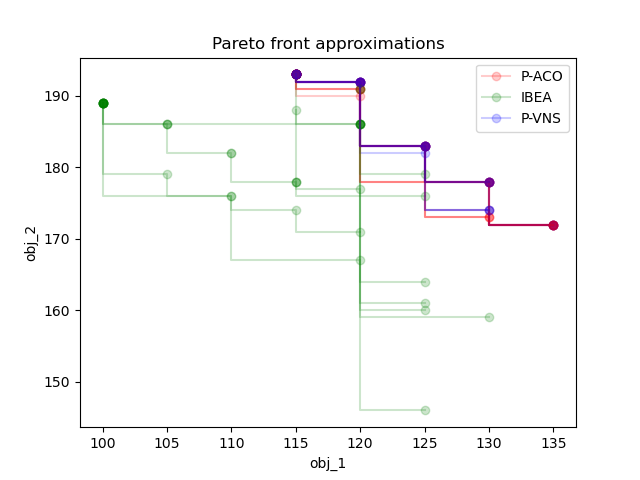 Pareto front approximations
P-ACO
IBEA
P-VNS
190
180
170
160
150
obj_2
100 105 110 115 120 125 130 135
obj_1